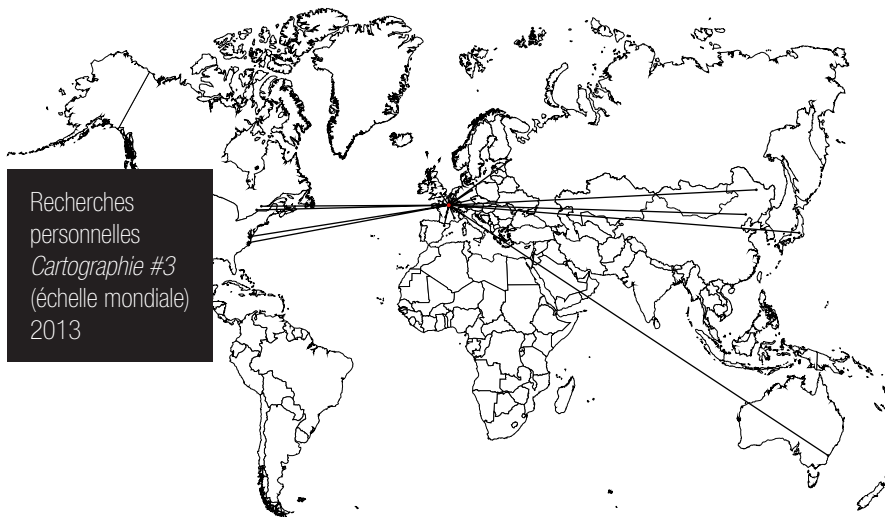 Recherches
personnelles
Cartographie #3
(échelle mondiale)
2013